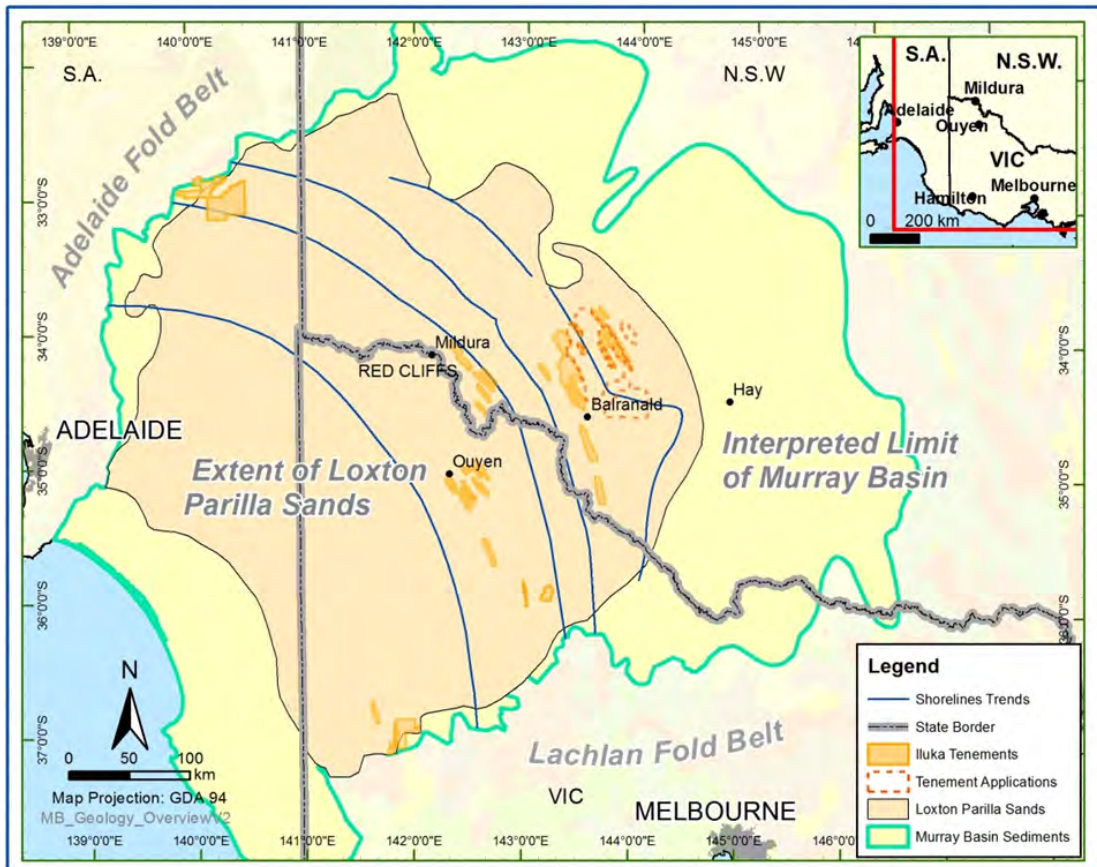 139°0'0"E
140°0'0"E
141°0'0"E
142°0'0"E
143°0'0"E
144°0'0"E
145°0'0"E
S.A.
N.S.W
S.A.
N.S.W.
Mildura
Adelaide
Ouyen
VIC
Melbourne
Hamilton
0 200 km
Adelaide Fold Belt
33°0'0"S
33°0'0"S
34°0'0"S
34°0'0"S
Mildura
RED CLIFFS
Hay
Balranald
ADELAIDE
Ouyen
Extent of Loxton
Parilla Sands
Interpreted Limit
of Murray Basin
35°0'0"S
35°0'0"S
36°0'0"S
36°0'0"S
37°0'0"S
N
0 50 100
km
Map Projection: GDA 94
MB_Geology_OverviewV2
Lachlan Fold Belt
VIC
MELBOURNE
Legend
Shorelines Trends
State Border
Iluka Tenements
Tenement Applications
Loxton Parilla Sands
Murray Basin Sediments
139°0'0"E
140°0'0"E
141°0'0"E
142°0'0"E
143°0'0"E
144°0'0"E
145°0'0"E